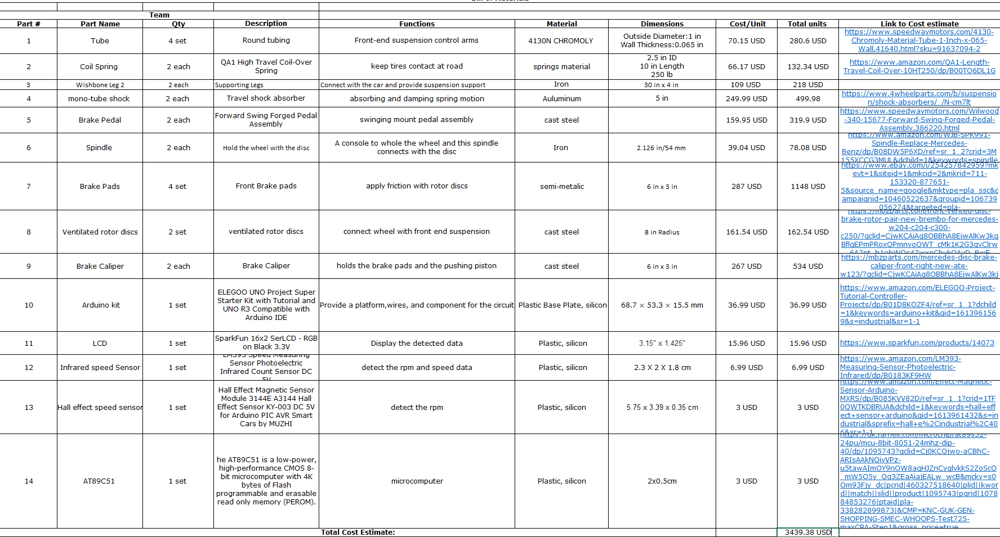 Team
Part # Part Name Qty Description Functions Material Dimensions Cost/Unit Total units Link to Cost estimate
1 Tube 4 set Round tubing Front-end suspension control arms 4130N CHROMOLY Outside Diameter:1 in
Wall Thickness:0.065 in 70.15 USD 280.6 USD https://www.speedwaymotors.com/4130-
Chromoly-Material-Tube-1-Inch-x-065-
Wall,41640.html?sku=91637094-2
2 Coil Spring 2 each QA1 High Travel Coil-Over
Spring keep tires contact at road springs material 2.5 in ID
10 in Length
250 lb 66.17 USD 132.34 USD https://www.amazon.com/QA1-Length-
Travel-Coil-Over-10HT250/dp/B00TO6DL1G
3 Wishbone Leg 2 2 each Supporting Legs Connect with the car and provide suspension support Iron 30 in x 4 in 109 USD 218 USD
4 mono-tube shock 2 each Travel shock absorber absorbing and damping spring motion Auluminum 5 in 249.99 USD 499.98 https://www.4wheelparts.com/b/suspensio
n/shock-absorbers/_/N-cm7lt
5 Brake Pedal 2 each Forward Swing Forged Pedal
Assembly swinging mount pedal assembly cast steel 159.95 USD 319.9 USD https://www.speedwaymotors.com/Wilwood
-340-15677-Forward-Swing-Forged-Pedal-
Assembly,386220.html
6 Spindle 2 each Hold the wheel with the disc A console to whole the wheel and this spindle
connects with the disc Iron 2.126 in/54 mm 39.04 USD 78.08 USD https://www.amazon.com/WJB-SPK991-
Spindle-Replace-Mercedes-
Benz/dp/B08DW5P6XD/ref=sr_1_2?crid=3M
155XCCG3MUL&dchild=1&keywords=spindle
7 Brake Pads 4 set Front Brake pads apply friction with rotor discs semi-metalic 6 in x 3 in 287 USD 1148 USD https://www.ebay.com/i/254257842959?mk
evt=1&siteid=1&mkcid=2&mkrid=711-
153320-877651-
5&source_name=google&mktype=pla_ssc&c
ampaignid=10460522637&groupid=106739
056274&targeted=pla-
8 Ventilated rotor discs 2 set ventilated rotor discs connect wheel with front end suspension cast steel 8 in Radius 161.54 USD 162.54 USD https://mbzparts.com/front-vented-disc-
brake-rotor-pair-new-brembo-for-mercedes-
w204-c204-c300-
c250/?gclid=CjwKCAiAg8OBBhA8EiwAlKw3kq
BflgEPmPRoxQPmnvoOWT_cMk1K2G3gvClrw
9 Brake Caliper 2 each Brake Caliper holds the brake pads and the pushing piston cast steel 6 in x 3 in 267 USD 534 USD https://mbzparts.com/mercedes-disc-brake-
caliper-front-right-new-ate-
w123/?gclid=CjwKCAiAg8OBBhA8EiwAlKw3kj
10 Arduino kit 1 set ELEGOO UNO Project Super
Starter Kit with Tutorial and
UNO R3 Compatible with
Arduino IDE Provide a platform,wires, and component for the circuit Plastic Base Plate, silicon 68.7 × 53.3 × 15.5 mm 36.99 USD 36.99 USD https://www.amazon.com/ELEGOO-Project-
Tutorial-Controller-
Projects/dp/B01D8KOZF4/ref=sr_1_1?dchild
=1&keywords=arduino+kit&qid=161396156
9&s=industrial&sr=1-1
11 LCD 1 set SparkFun 16x2 SerLCD - RGB
on Black 3.3V Display the detected data Plastic, silicon 3.15" x 1.425" 15.96 USD 15.96 USD https://www.sparkfun.com/products/14073
12 Infrared speed Sensor 1 set LM393 Speed Measuring
Sensor Photoelectric
Infrared Count Sensor DC
5V detect the rpm and speed data Plastic, silicon 2.3 X 2 X 1.8 cm 6.99 USD 6.99 USD https://www.amazon.com/LM393-
Measuring-Sensor-Photoelectric-
Infrared/dp/B0183KF9HW
13 Hall effect speed sensor 1 set Hall Effect Magnetic Sensor
Module 3144E A3144 Hall
Effect Sensor KY-003 DC 5V
for Arduino PIC AVR Smart
Cars by MUZHI detect the rpm Plastic, silicon 5.75 x 3.39 x 0.35 cm 3 USD 3 USD https://www.amazon.com/Effect-Magnetic-
Sensor-Arduino-
MXRS/dp/B085KVV82D/ref=sr_1_1?crid=1TF
0QWTKDBRUA&dchild=1&keywords=hall+eff
ect+sensor+arduino&qid=1613961432&s=in
dustrial&sprefix=hall+e%2Cindustrial%2C40
6&sr=1-1
14 AT89C51 1 set he AT89C51 is a low-power,
high-performance CMOS 8-
bit microcomputer with 4K
bytes of Flash
programmable and erasable
read only memory (PEROM). microcomputer Plastic, silicon 2x0.5cm 3 USD 3 USD https://uk.farnell.com/microchip/at89s52-
24pu/mcu-8bit-8051-24mhz-dip-
40/dp/1095743?gclid=Cj0KCQjwo-aCBhC-
ARIsAAkNQivVPz-
u5tawAImOY9nOW8aqHJZnCyglvkkS2ZoScO
_mW5O5y_Qg3ZEaAiajEALw_wcB&mckv=s0
Om93Fjy_dc|pcrid|460327518640|plid||kwor
d||match||slid||product|1095743|pgrid|107
84853276|ptaid|pla-
338282899873|&CMP=KNC-GUK-GEN-
SHOPPING-SMEC-WHOOPS-Test725-
maxCPA-Step1&gross_price=true
Total Cost Estimate: 3439.38 USD